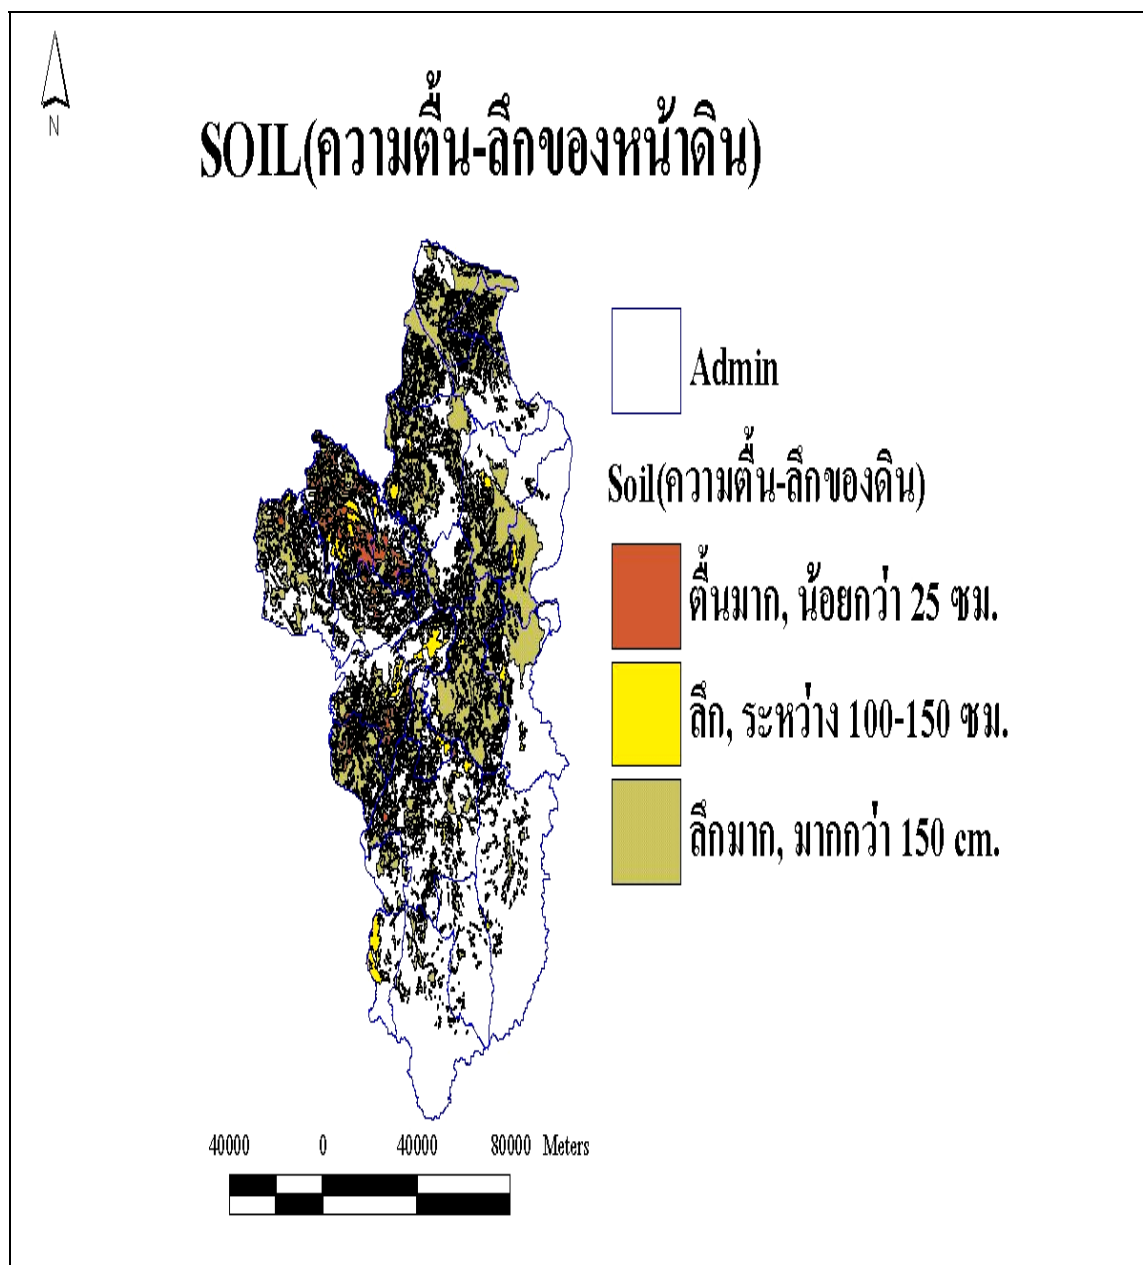 N
SOIL(ความตื้น-ลึกของหน้าดิน)
Admin
Soil(ความตื้น-ลึกของดิน)
ตื้นมาก, น้อยกว่า 25 ซม.
ลึก, ระหว่าง 100-150 ซม.
ลึกมาก, มากกว่า 150 cm.
40000 0 40000 80000 Meters